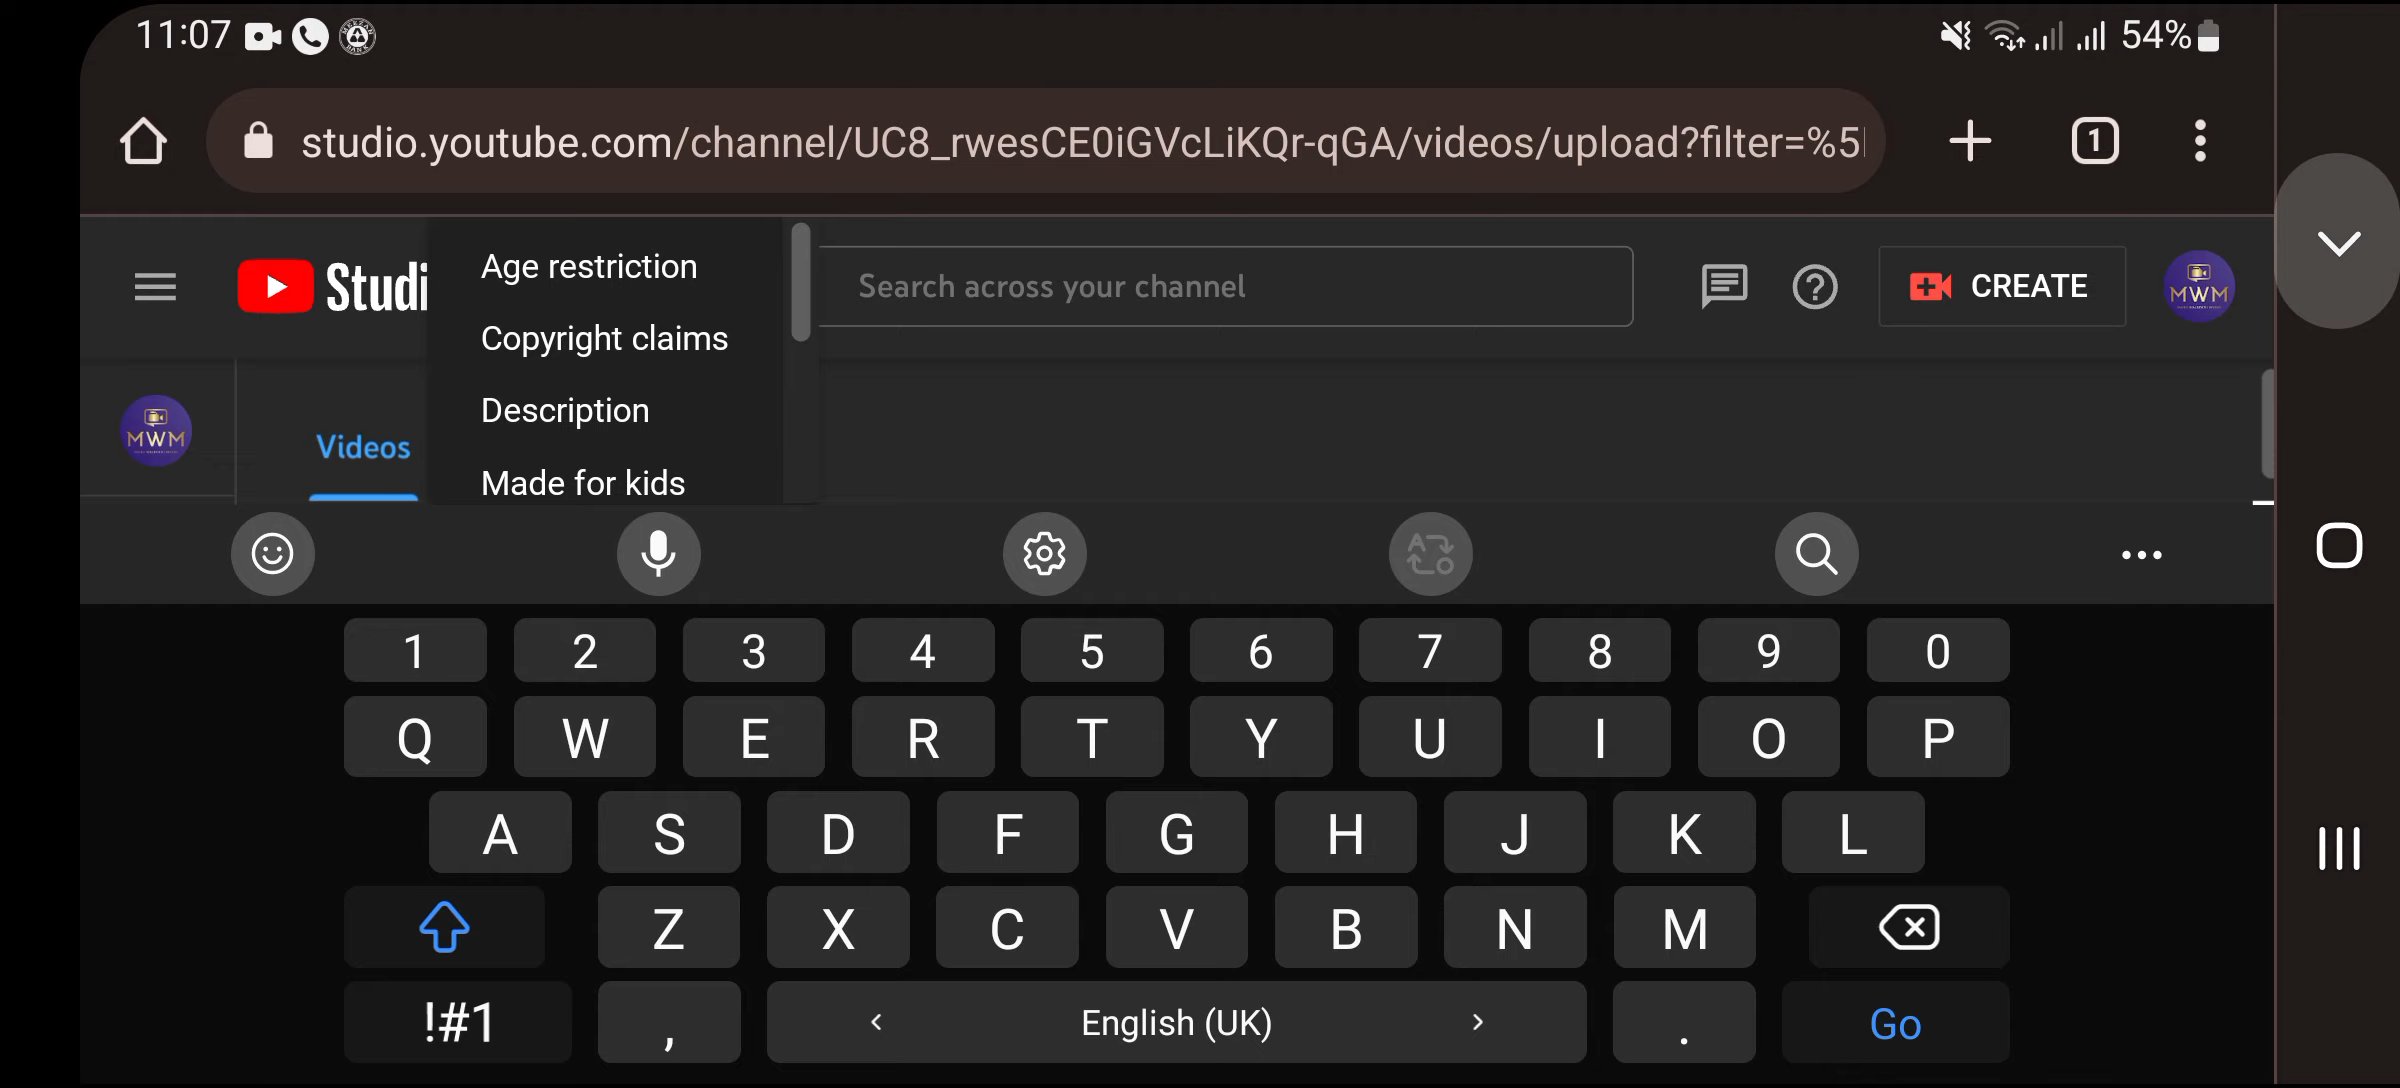 11:07
54%
studio.youtube.com/channel/UC8_rwesCE0iGVcLiKQr-qGA/videos/upload?filter=%5
1
Studi
Age restriction
Search across your channel
CREATE
MWM
Copyright claims
Description
MWM
Videos
Made for kids
1 2 3 4 5 6 7 8 9 0
Q W E R T Y U I O P
A S D F G H J K L
Z X C V B N M
!#1 , < English (UK) > . Go